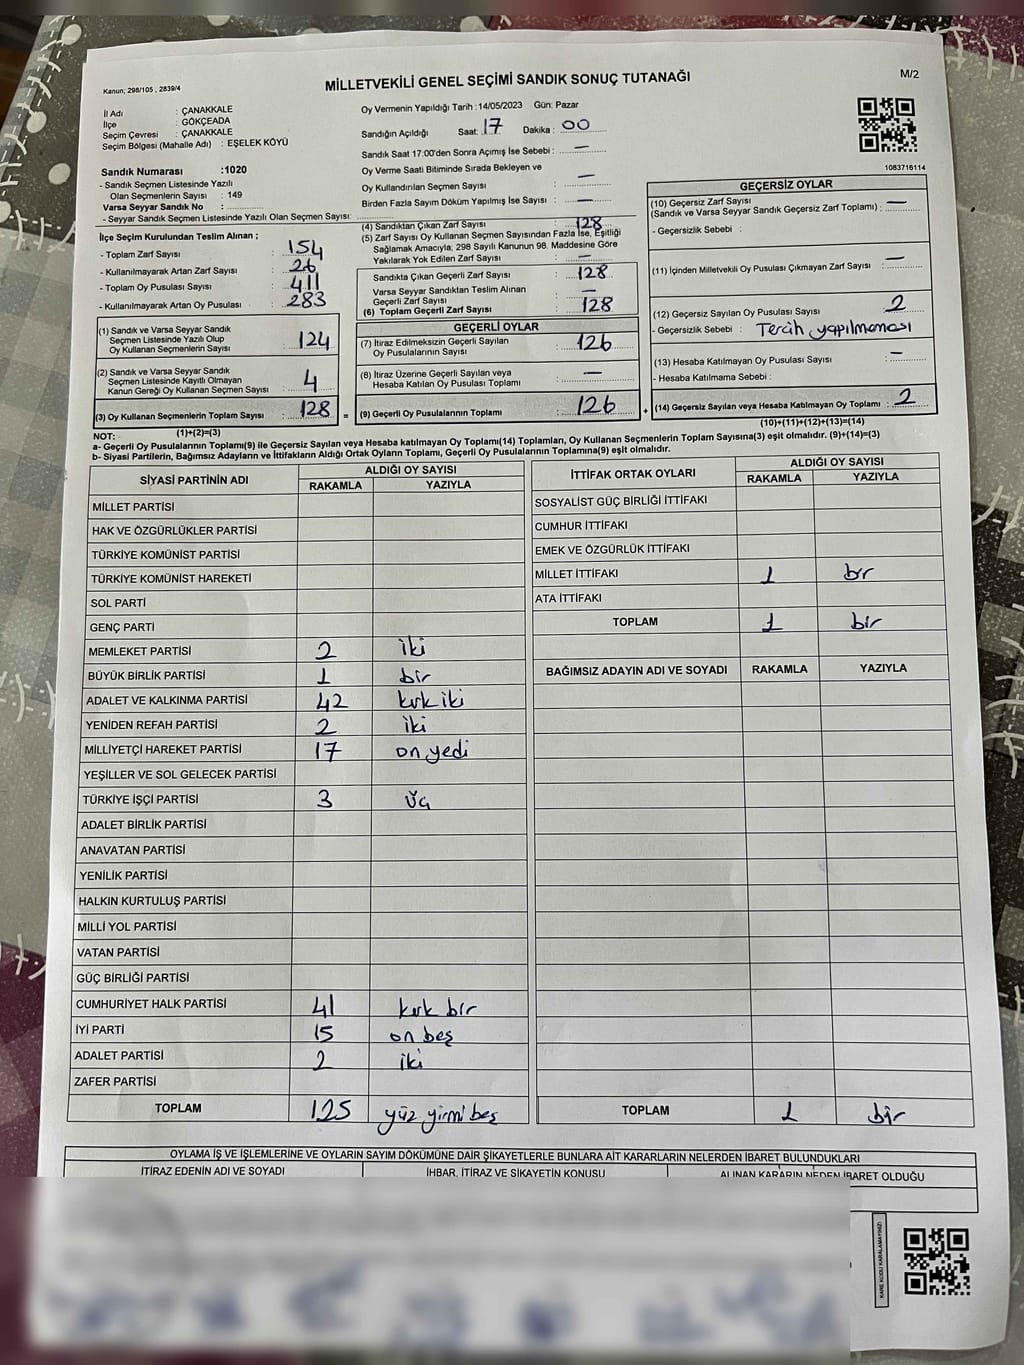 Kanun; 298/105 , 2839/4
MİLLETVEKİLİ GENEL SEÇİMİ SANDIK SONUÇ TUTANAĞI
M/2
İl Adı : ÇANAKKALE
İlçe : GÖKÇEADA
Seçim Çevresi : ÇANAKKALE
Seçim Bölgesi (Mahalle Adı) : EŞELEK KÖYÜ
Sandık Numarası :1020
- Sandık Seçmen Listesinde Yazılı
Olan Seçmenlerin Sayısı : 149
Varsa Seyyar Sandık No :
- Seyyar Sandık Seçmen Listesinde Yazılı Olan Seçmen Sayısı:
Oy Vermenin Yapıldığı Tarih : 14/05/2023 Gün: Pazar
Sandığın Açıldığı Saat: 17 Dakika : 00
Sandık Saat 17:00'den Sonra Açımış İse Sebebi : —
Oy Verme Saati Bitiminde Sırada Bekleyen ve
Oy Kullandırılan Seçmen Sayısı : —
Birden Fazla Sayım Döküm Yapılmış İse Sayısı : —
1083716114
İlçe Seçim Kurulundan Teslim Alınan ;
- Toplam Zarf Sayısı : 154
- Kullanılmayarak Artan Zarf Sayısı : 26
- Toplam Oy Pusulası Sayısı : 411
- Kullanılmayarak Artan Oy Pusulası : 283
(1) Sandık ve Varsa Seyyar Sandık
Seçmen Listesinde Yazılı Olup
Oy Kullanan Seçmenlerin Sayısı : 124
(2) Sandık ve Varsa Seyyar Sandık
Seçmen Listesinde Kayıtlı Olmayan
Kanun Gereği Oy Kullanan Seçmen Sayısı : 4
(3) Oy Kullanan Seçmenlerin Toplam Sayısı : 128 =
(1)+(2)=(3)
(4) Sandıktan Çıkan Zarf Sayısı : 128
(5) Zarf Sayısı Oy Kullanan Seçmen Sayısından Fazla İse, Eşitliği
Sağlamak Amacıyla, 298 Sayılı Kanunun 98. Maddesine Göre
Yakılarak Yok Edilen Zarf Sayısı : —
Sandıkta Çıkan Geçerli Zarf Sayısı : 128
Varsa Seyyar Sandıktan Teslim Alınan
Geçerli Zarf Sayısı : —
(6) Toplam Geçerli Zarf Sayısı : 128
GEÇERLİ OYLAR
(7) İtiraz Edilmeksizin Geçerli Sayılan
Oy Pusulalarının Sayısı : 126
(8) İtiraz Üzerine Geçerli Sayılan veya
Hesaba Katılan Oy Pusulası Toplamı : —
(9) Geçerli Oy Pusulalarının Toplamı : 126 +
GEÇERSİZ OYLAR
(10) Geçersiz Zarf Sayısı
(Sandık ve Varsa Seyyar Sandık Geçersiz Zarf Toplamı) : —
- Geçersizlik Sebebi :
(11) İçinden Milletvekili Oy Pusulası Çıkmayan Zarf Sayısı : —
(12) Geçersiz Sayılan Oy Pusulası Sayısı : 2
- Geçersizlik Sebebi : Tercih yapılmaması
(13) Hesaba Katılmayan Oy Pusulası Sayısı : —
- Hesaba Katılmama Sebebi :
(14) Geçersiz Sayılan veya Hesaba Katılmayan Oy Toplamı : 2
(10)+(11)+(12)+(13)=(14)
NOT:
a- Geçerli Oy Pusulalarının Toplamı(9) ile Geçersiz Sayılan veya Hesaba katılmayan Oy Toplamı(14) Toplamları, Oy Kullanan Seçmenlerin Toplam Sayısına(3) eşit olmalıdır. (9)+(14)=(3)
b- Siyasi Partilerin, Bağımsız Adayların ve İttifakların Aldığı Ortak Oyların Toplamı, Geçerli Oy Pusulalarının Toplamına(9) eşit olmalıdır.
SİYASİ PARTİNİN ADI ALDIĞI OY SAYISI
RAKAMLA YAZIYLA
MİLLET PARTİSİ
HAK VE ÖZGÜRLÜKLER PARTİSİ
TÜRKİYE KOMÜNİST PARTİSİ
TÜRKİYE KOMÜNİST HAREKETİ
SOL PARTİ
GENÇ PARTİ
MEMLEKET PARTİSİ 2 iki
BÜYÜK BİRLİK PARTİSİ 1 bir
ADALET VE KALKINMA PARTİSİ 42 kırk iki
YENİDEN REFAH PARTİSİ 2 iki
MİLLİYETÇİ HAREKET PARTİSİ 17 on yedi
YEŞİLLER VE SOL GELECEK PARTİSİ
TÜRKİYE İŞÇİ PARTİSİ 3 üç
ADALET BİRLİK PARTİSİ
ANAVATAN PARTİSİ
YENİLİK PARTİSİ
HALKIN KURTULUŞ PARTİSİ
MİLLİ YOL PARTİSİ
VATAN PARTİSİ
GÜÇ BİRLİĞİ PARTİSİ
CUMHURİYET HALK PARTİSİ 41 kırk bir
İYİ PARTİ 15 on beş
ADALET PARTİSİ 2 iki
ZAFER PARTİSİ
TOPLAM 125 yüz yirmi beş
İTTİFAK ORTAK OYLARI ALDIĞI OY SAYISI
RAKAMLA YAZIYLA
SOSYALİST GÜÇ BİRLİĞİ İTTİFAKI
CUMHUR İTTİFAKI
EMEK VE ÖZGÜRLÜK İTTİFAKI
MİLLET İTTİFAKI 1 bir
ATA İTTİFAKI
TOPLAM 1 bir
BAĞIMSIZ ADAYIN ADI VE SOYADI RAKAMLA YAZIYLA
TOPLAM 1 bir
OYLAMA İŞ VE İŞLEMLERİNE VE OYLARIN SAYIM DÖKÜMÜNE DAİR ŞİKAYETLERLE BUNLARA AİT KARARLARIN NELERDEN İBARET BULUNDUKLARI
İTİRAZ EDENİN ADI VE SOYADI İHBAR, İTİRAZ VE ŞİKAYETİN KONUSU ALINAN KARARIN NEDEN İBARET OLDUĞU
KARE KODU KARALAMAYINIZ!